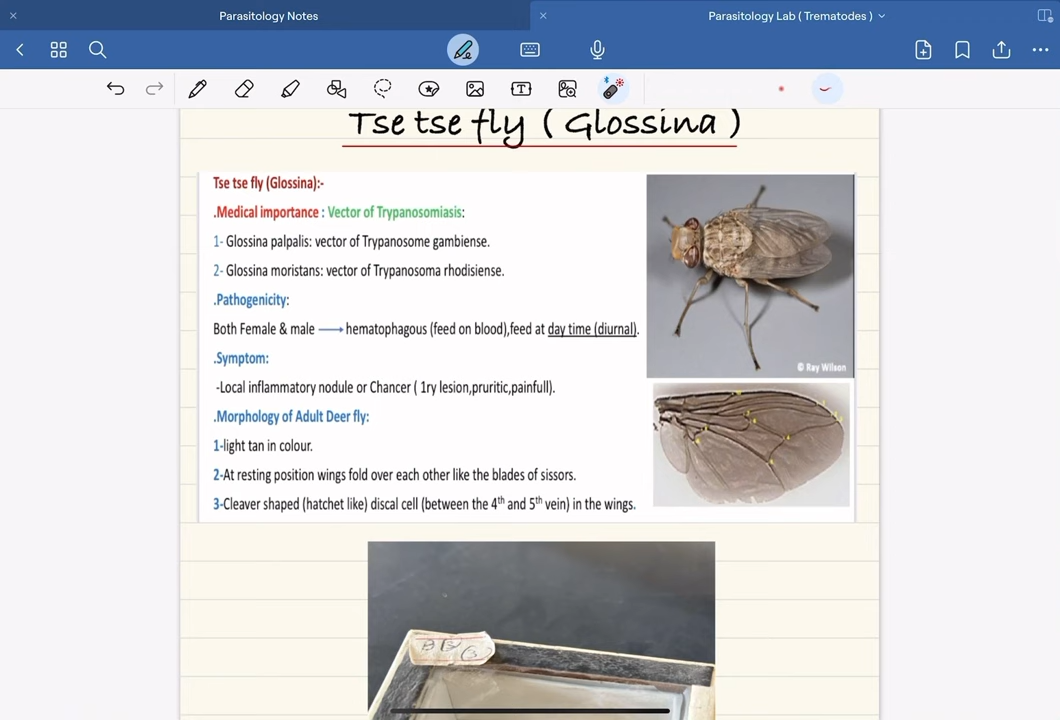 Parasitology Notes
Parasitology Lab ( Trematodes )
Tse tse fly ( Glossina )
Tse tse fly (Glossina):-
.Medical importance : Vector of Trypanosomiasis:
1- Glossina palpalis: vector of Trypanosome gambiense.
2- Glossina moristans: vector of Trypanosoma rhodisiense.
.Pathogenicity:
Both Female & male ⟶ hematophagous (feed on blood),feed at day time (diurnal).
.Symptom:
-Local inflammatory nodule or Chancer ( 1ry lesion,pruritic,painfull).
.Morphology of Adult Deer fly:
1-light tan in colour.
2-At resting position wings fold over each other like the blades of sissors.
3-Cleaver shaped (hatchet like) discal cell (between the 4th and 5th vein) in the wings.
© Ray Wilson